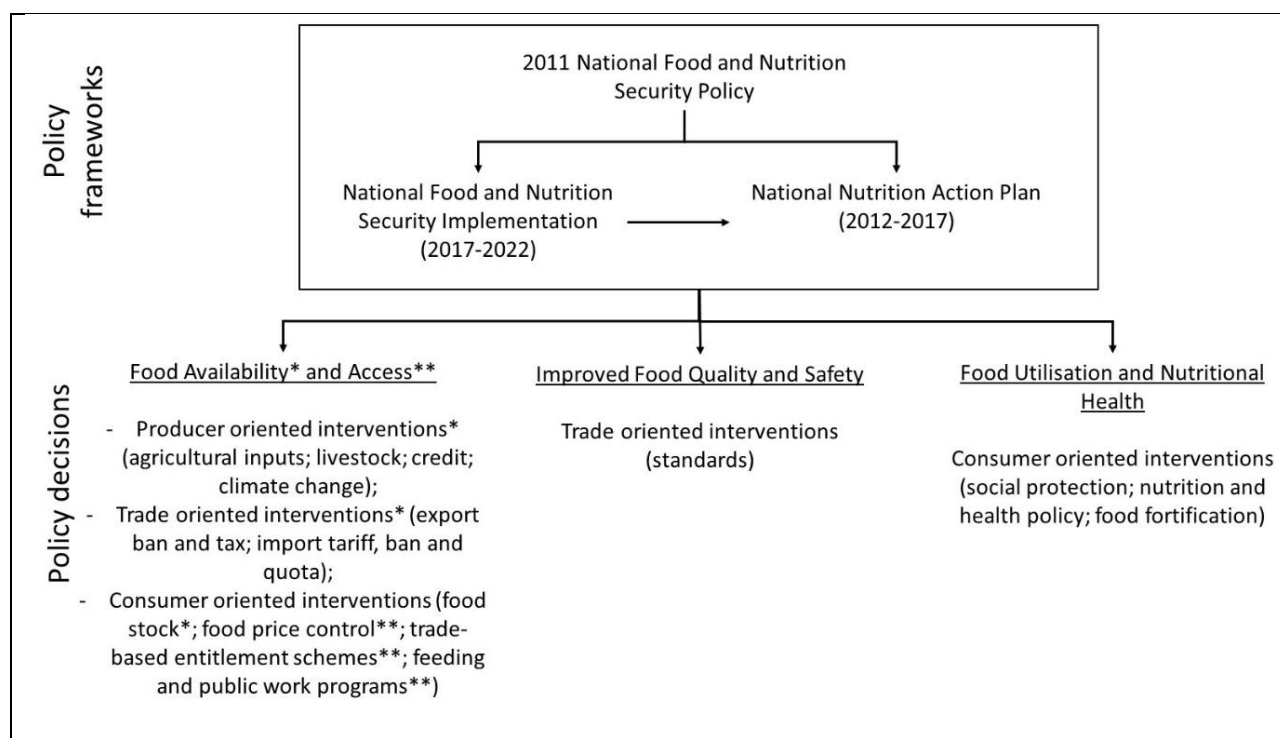 Policy
frameworks
2011 National Food and Nutrition
Security Policy
National Food and Nutrition
Security Implementation
(2017-2022)
National Nutrition Action Plan
(2012-2017)
Policy decisions
Food Availability* and Access**
- Producer oriented interventions*
(agricultural inputs; livestock; credit;
climate change);
- Trade oriented interventions* (export
ban and tax; import tariff, ban and
quota);
- Consumer oriented interventions (food
stock*; food price control**; trade-
based entitlement schemes**; feeding
and public work programs**)
Improved Food Quality and Safety
Trade oriented interventions
(standards)
Food Utilisation and Nutritional
Health
Consumer oriented interventions
(social protection; nutrition and
health policy; food fortification)